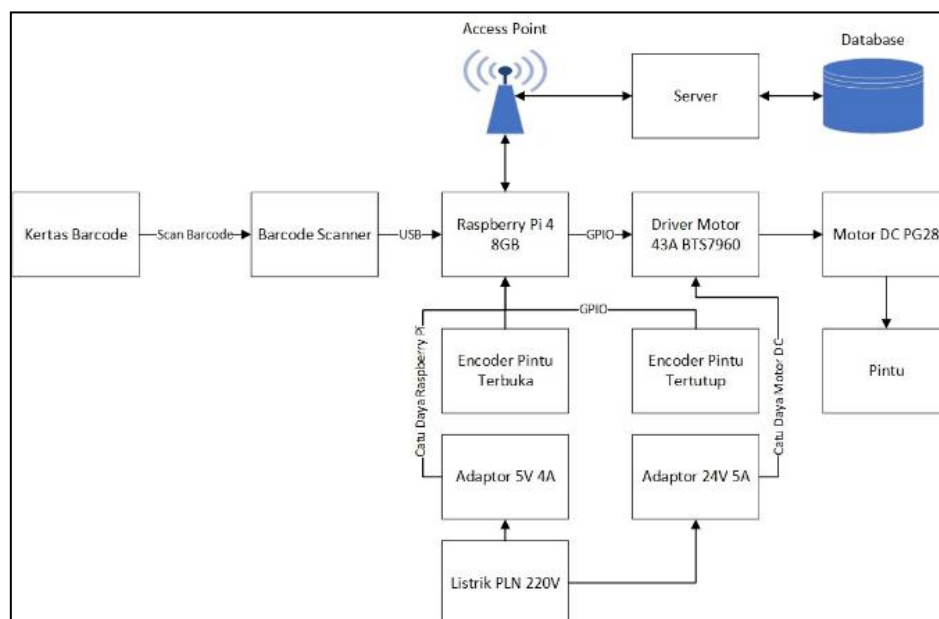 Access Point
Database
Server
Kertas Barcode
Scan Barcode
Barcode Scanner
USB
Raspberry Pi 4
8GB
GPIO
Driver Motor
43A BTS7960
Motor DC PG28
GPIO
Catu Daya Raspberry Pi
Encoder Pintu
Terbuka
Encoder Pintu
Tertutup
Catu Daya Motor DC
Pintu
Adaptor 5V 4A
Adaptor 24V 5A
Listrik PLN 220V